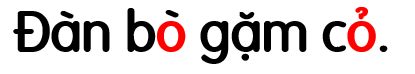 Đàn bò gặm cỏ.